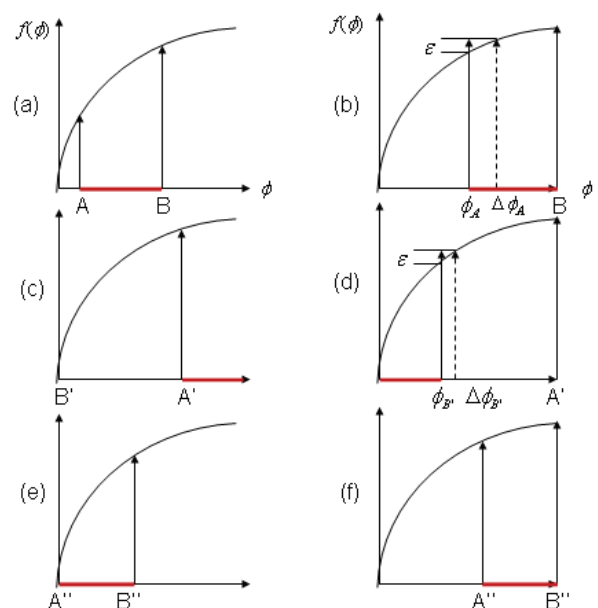 f(ϕ) f(ϕ)
ε
(a) (b)
A B ϕ ϕ_A Δϕ_A B ϕ
ε
(c) (d)
B' A' ϕ_B' Δϕ_B' A'
(e) (f)
A'' B'' A'' B''